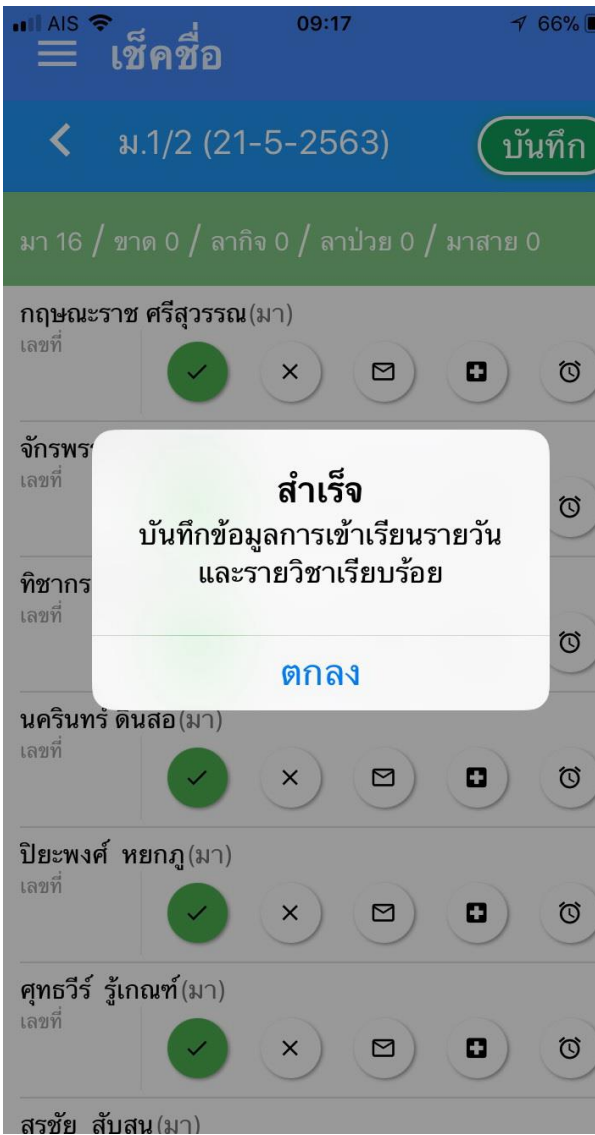 AIS 09:17 66%
เช็คชื่อ
ม.1/2 (21-5-2563) บันทึก
มา 16 / ขาด 0 / ลากิจ 0 / ลาป่วย 0 / มาสาย 0
กฤษณะราช ศรีสุวรรณ(มา)
เลขที่
จักรพร
เลขที่
สำเร็จ
บันทึกข้อมูลการเข้าเรียนรายวัน
และรายวิชาเรียบร้อย
ทิชากร
เลขที่
ตกลง
นครินทร์ ดินสอ(มา)
เลขที่
ปิยะพงศ์ หยกภู(มา)
เลขที่
ศุทธวีร์ รู้เกณฑ์(มา)
เลขที่
สุรชัย สับสน(มา)